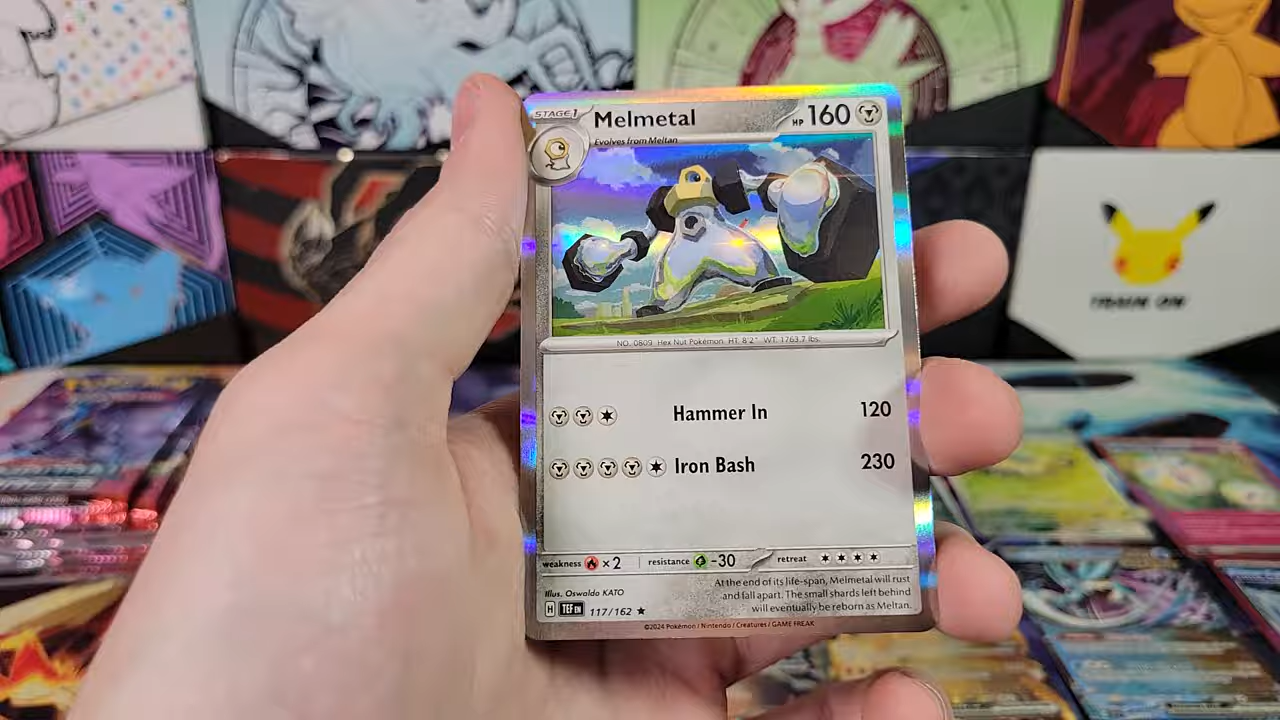 STAGE 1
Melmetal
HP 160
Evolves from Meltan
NO. 0809 Hex Nut Pokémon HT: 8'2" WT: 1763.7 lbs.
Hammer In 120
Iron Bash 230
weakness ×2 resistance -30 retreat
Illus. Oswaldo KATO
At the end of its life-span, Melmetal will rust
and fall apart. The small shards left behind
will eventually be reborn as Meltan.
H TEF EN 117/162 ★
©2024 Pokémon / Nintendo / Creatures / GAME FREAK
TRAIN ON